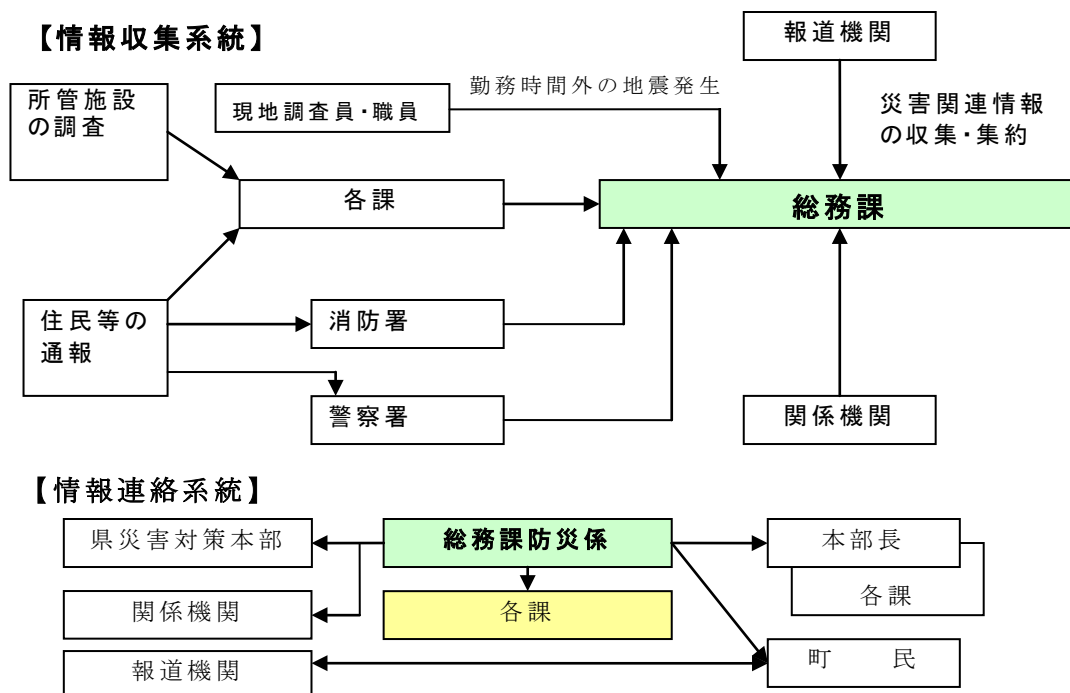 【情報収集系統】
報道機関
所管施設
の調査
現地調査員・職員
勤務時間外の地震発生
災害関連情報
の収集・集約
各課
総務課
住民等の
通報
消防署
警察署
関係機関
【情報連絡系統】
県災害対策本部
総務課防災係
本部長
関係機関
各課
各課
報道機関
町　　民